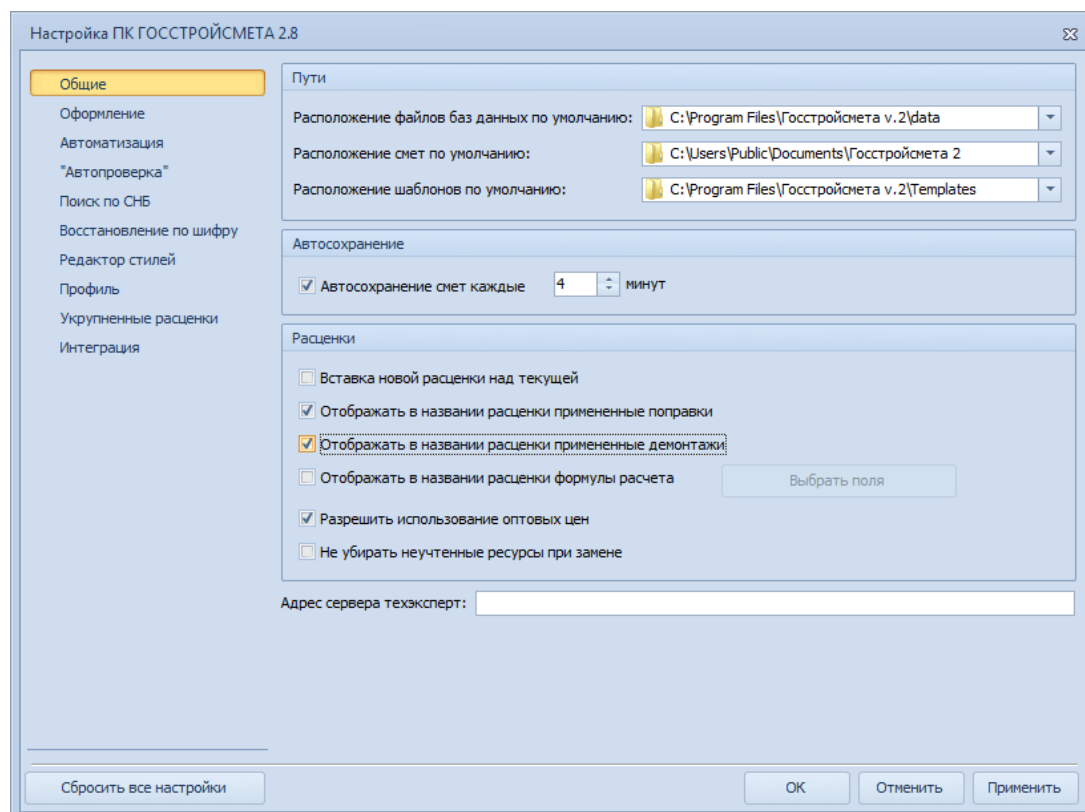 Настройка ПК ГОССТРОЙСМЕТА 2.8
Общие
Оформление
Автоматизация
"Автопроверка"
Поиск по СНБ
Восстановление по шифру
Редактор стилей
Профиль
Укрупненные расценки
Интеграция
Пути
Расположение файлов баз данных по умолчанию: C:\Program Files\Госстройсмета v.2\data
Расположение смет по умолчанию: C:\Users\Public\Documents\Госстройсмета 2
Расположение шаблонов по умолчанию: C:\Program Files\Госстройсмета v.2\Templates
Автосохранение
Автосохранение смет каждые 4 минут
Расценки
Вставка новой расценки над текущей
Отображать в названии расценки примененные поправки
Отображать в названии расценки примененные демонтажи
Отображать в названии расценки формулы расчета Выбрать поля
Разрешить использование оптовых цен
Не убирать неучтенные ресурсы при замене
Адрес сервера техэксперт:
Сбросить все настройки ОК Отменить Применить